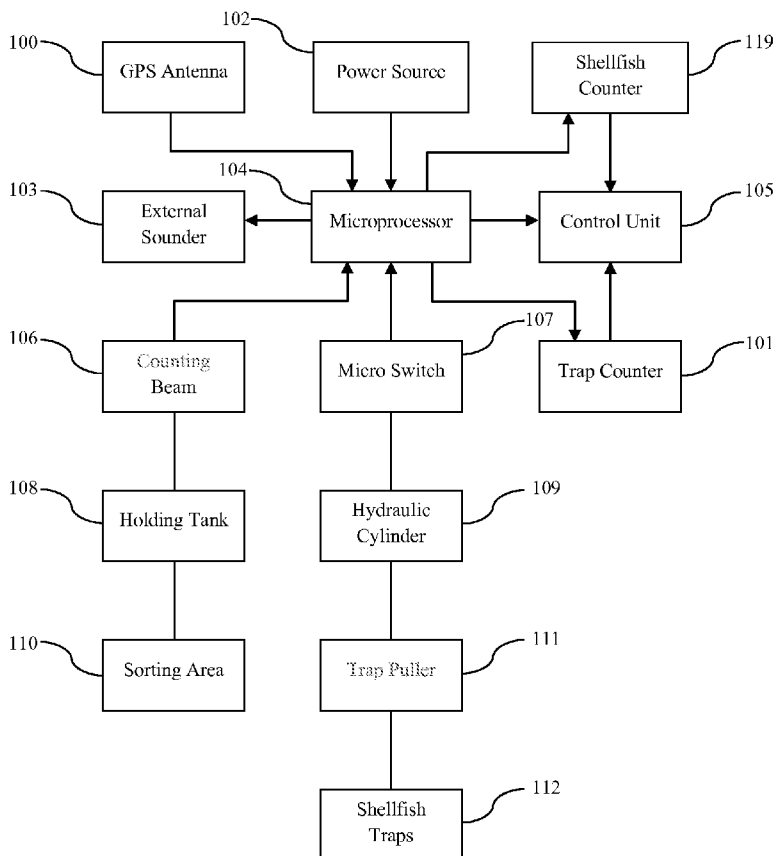 100
GPS Antenna
102
Power Source
Shellfish
Counter
119
103
External
Sounder
104
Microprocessor
Control Unit
105
106
Counting
Beam
Micro Switch
107
Trap Counter
101
108
Holding Tank
Hydraulic
Cylinder
109
110
Sorting Area
Trap Puller
111
Shellfish
Traps
112